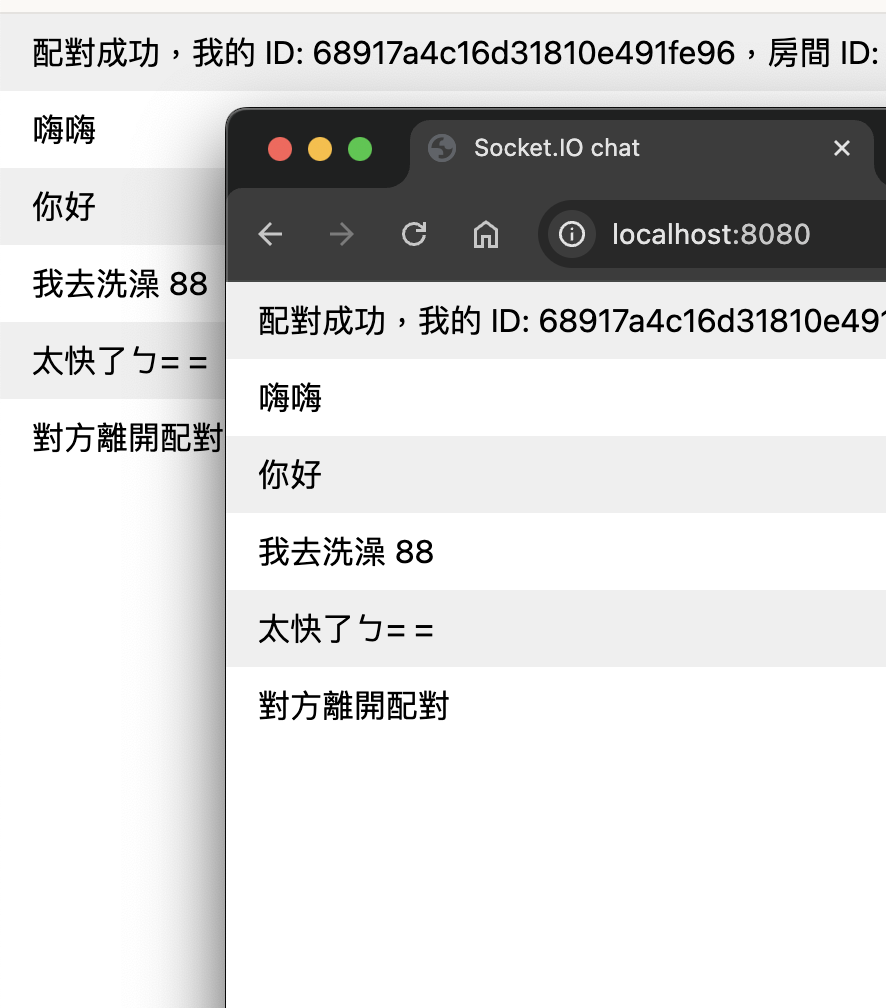 配對成功，我的 ID: 68917a4c16d31810e491fe96，房間 ID:
嗨嗨
你好
我去洗澡 88
太快了ㄅ= =
對方離開配對
Socket.IO chat
localhost:8080
配對成功，我的 ID: 68917a4c16d31810e491
嗨嗨
你好
我去洗澡 88
太快了ㄅ= =
對方離開配對